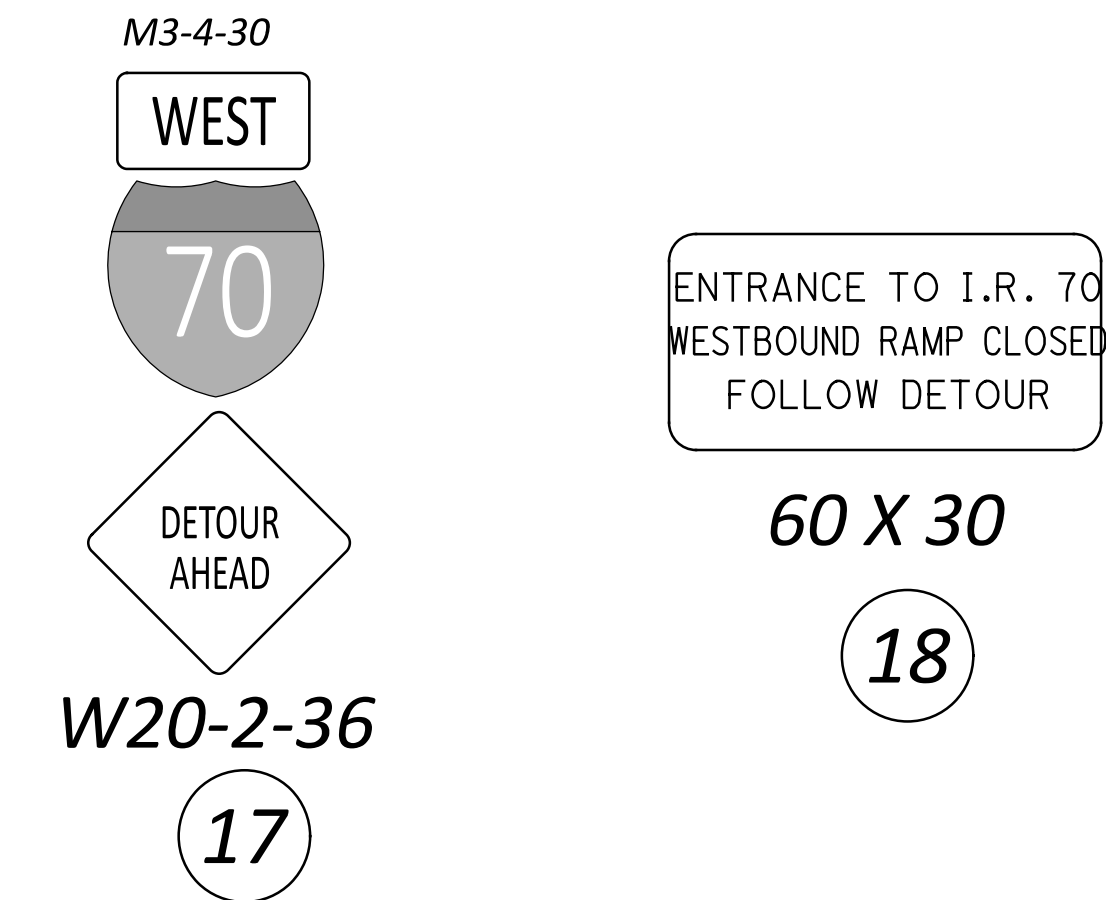 M3-4-30
WEST
70
DETOUR
AHEAD
W20-2-36
17
ENTRANCE TO I.R. 70
WESTBOUND RAMP CLOSED
FOLLOW DETOUR
60 X 30
18